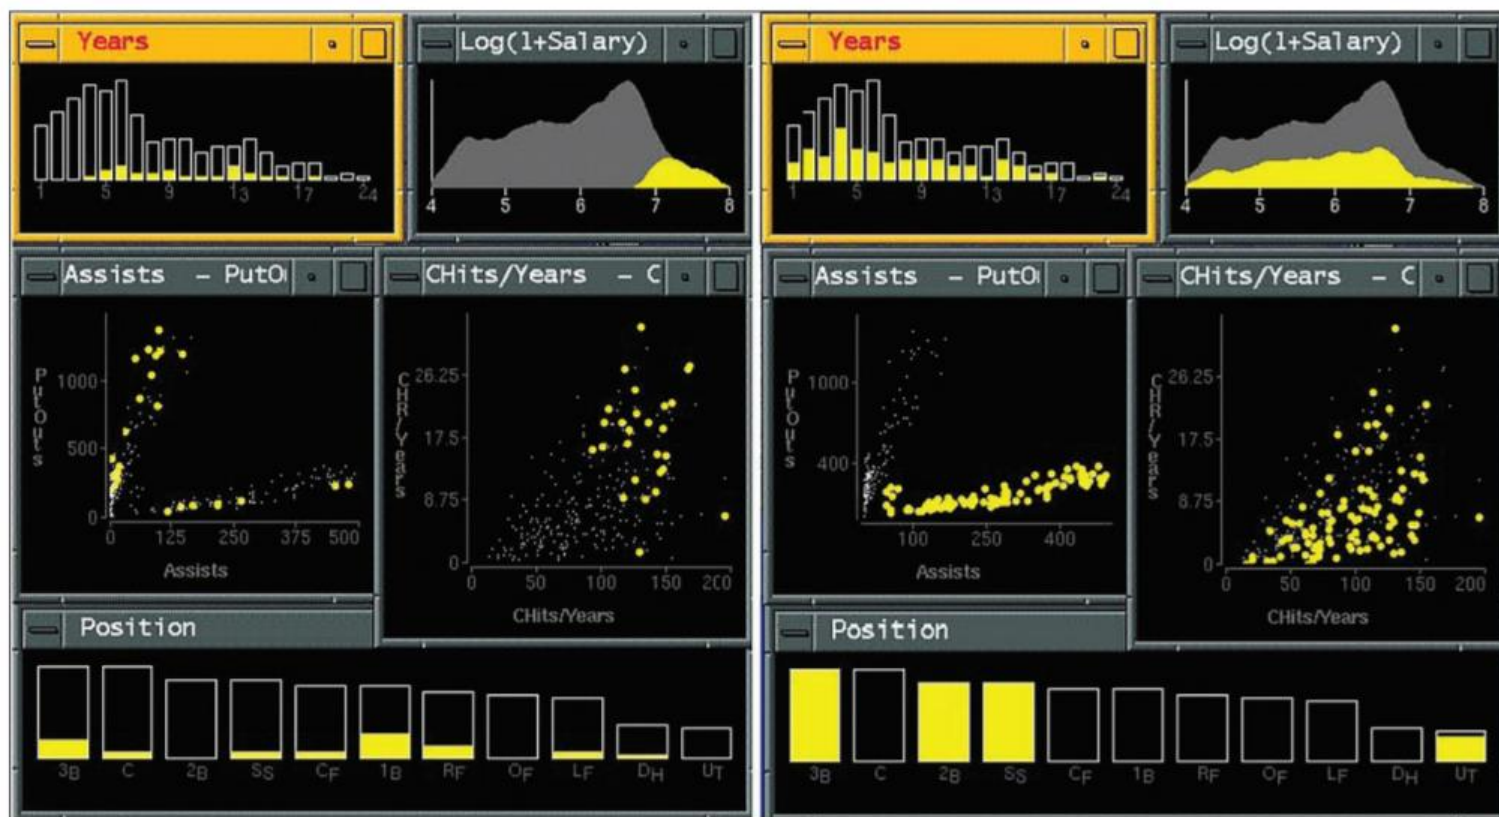 Years
Log(1+Salary)
1 5 9 13 17 24
4 5 6 7 8
Assists - PutO
CHits/Years - C
PutOuts
1000
500
0
0 125 250 375 500
Assists
CHR/Years
26.25
17.5
8.75
0
0 50 100 150 200
CHits/Years
Position
3B C 2B SS CF 1B RF OF LF DH UT
Years
Log(1+Salary)
1 5 9 13 17 24
4 5 6 7 8
Assists - PutO
CHits/Years - C
PutOuts
1000
400
100 250 400
Assists
CHR/Years
26.25
17.5
8.75
0
0 50 100 150 200
CHits/Years
Position
3B C 2B SS CF 1B RF OF LF DH UT